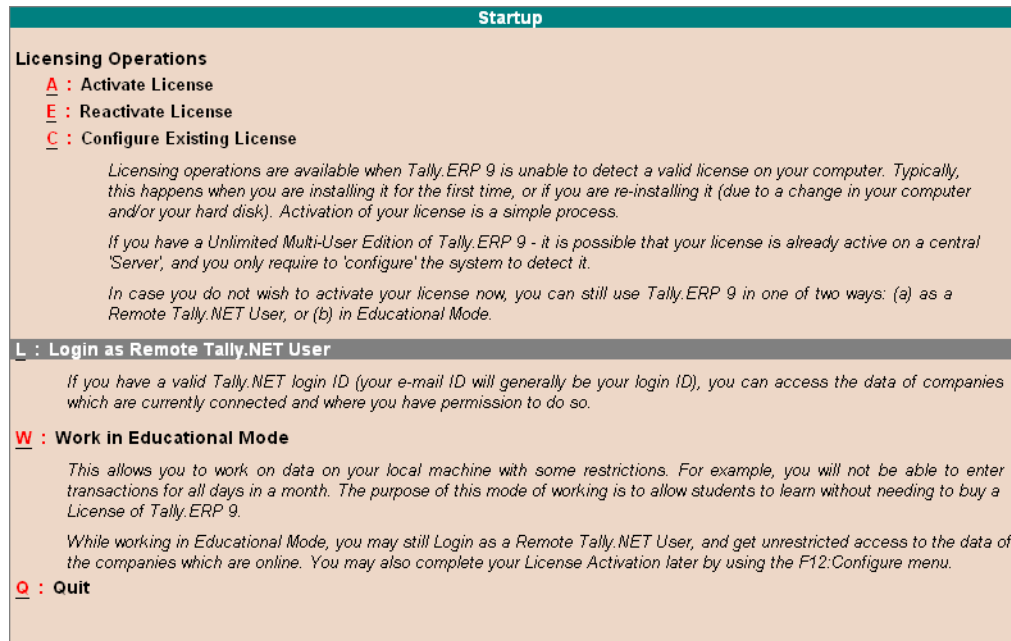 Startup
Licensing Operations
A : Activate License
E : Reactivate License
C : Configure Existing License
Licensing operations are available when Tally.ERP 9 is unable to detect a valid license on your computer. Typically,
this happens when you are installing it for the first time, or if you are re-installing it (due to a change in your computer
and/or your hard disk). Activation of your license is a simple process.
If you have a Unlimited Multi-User Edition of Tally.ERP 9 - it is possible that your license is already active on a central
'Server', and you only require to 'configure' the system to detect it.
In case you do not wish to activate your license now, you can still use Tally.ERP 9 in one of two ways: (a) as a
Remote Tally.NET User, or (b) in Educational Mode.
L : Login as Remote Tally.NET User
If you have a valid Tally.NET login ID (your e-mail ID will generally be your login ID), you can access the data of companies
which are currently connected and where you have permission to do so.
W : Work in Educational Mode
This allows you to work on data on your local machine with some restrictions. For example, you will not be able to enter
transactions for all days in a month. The purpose of this mode of working is to allow students to learn without needing to buy a
License of Tally.ERP 9.
While working in Educational Mode, you may still Login as a Remote Tally.NET User, and get unrestricted access to the data of
the companies which are online. You may also complete your License Activation later by using the F12:Configure menu.
Q : Quit